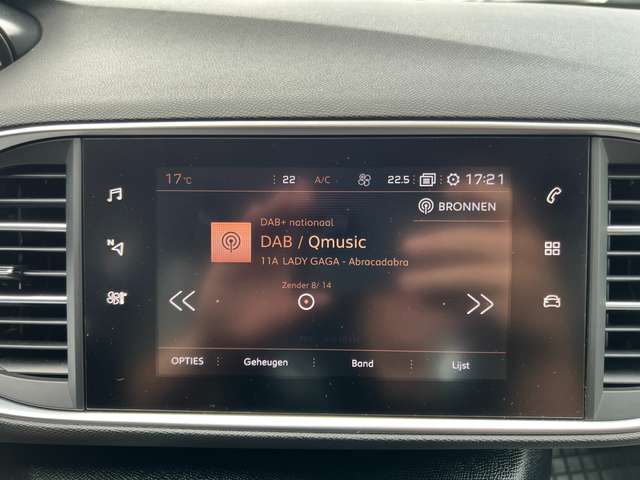 17°C 22 A/C 22.5 17:21
BRONNEN
DAB+ nationaal
DAB / Qmusic
11A LADY GAGA - Abracadabra
Zender 8/ 14
N
OPTIES Geheugen Band Lijst